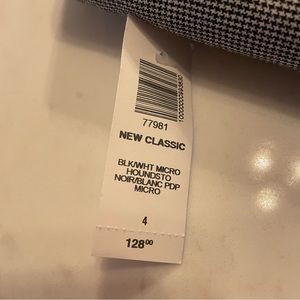 77981
NEW CLASSIC
BLK/WHT MICRO
HOUNDSTO
NOIR/BLANC PDP
MICRO
4
128.00